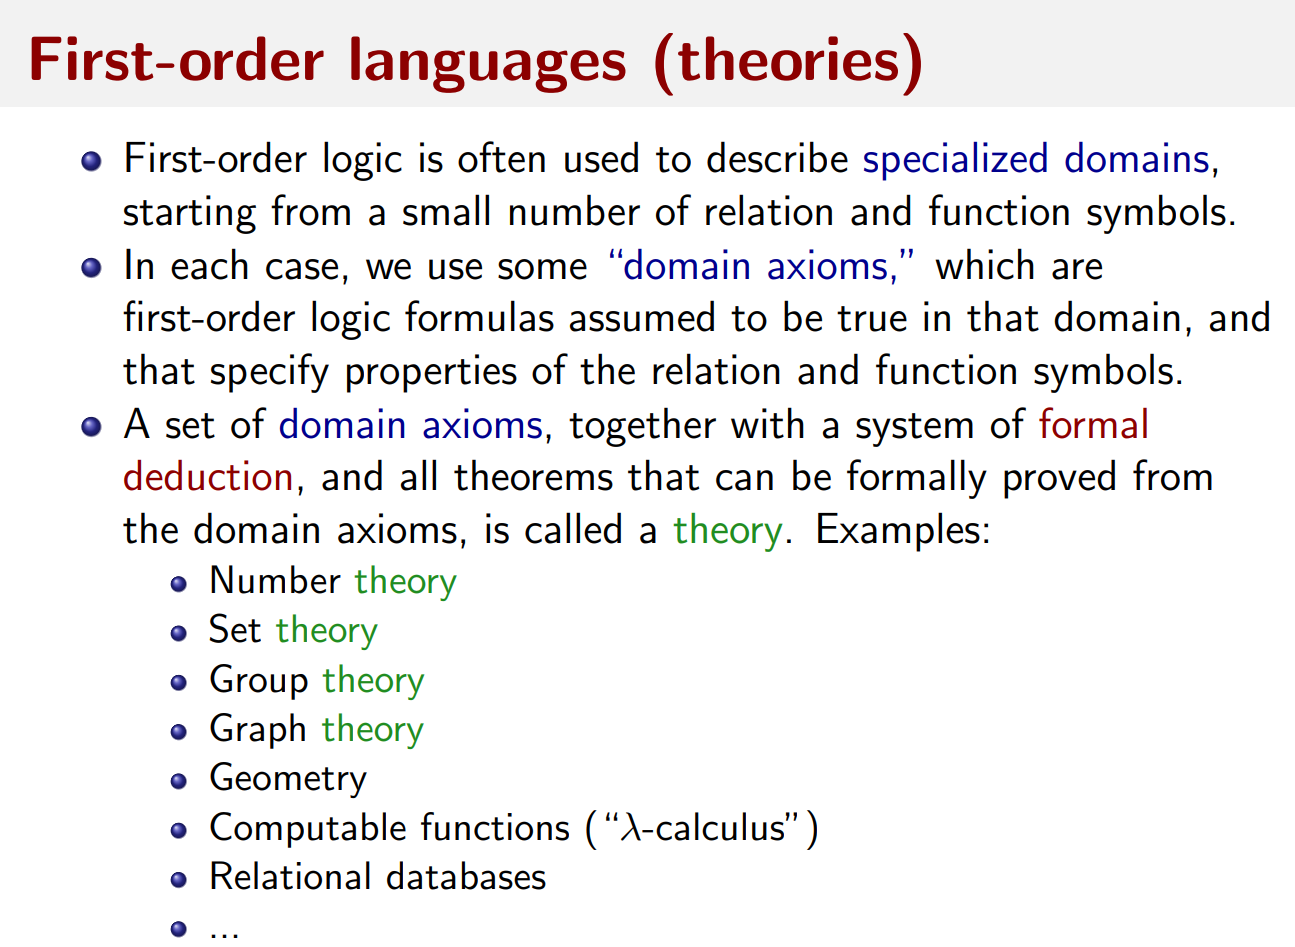 First-order languages (theories)
First-order logic is often used to describe specialized domains,
starting from a small number of relation and function symbols.
In each case, we use some “domain axioms,” which are
first-order logic formulas assumed to be true in that domain, and
that specify properties of the relation and function symbols.
A set of domain axioms, together with a system of formal
deduction, and all theorems that can be formally proved from
the domain axioms, is called a theory. Examples:
Number theory
Set theory
Group theory
Graph theory
Geometry
Computable functions (“λ-calculus”)
Relational databases
...